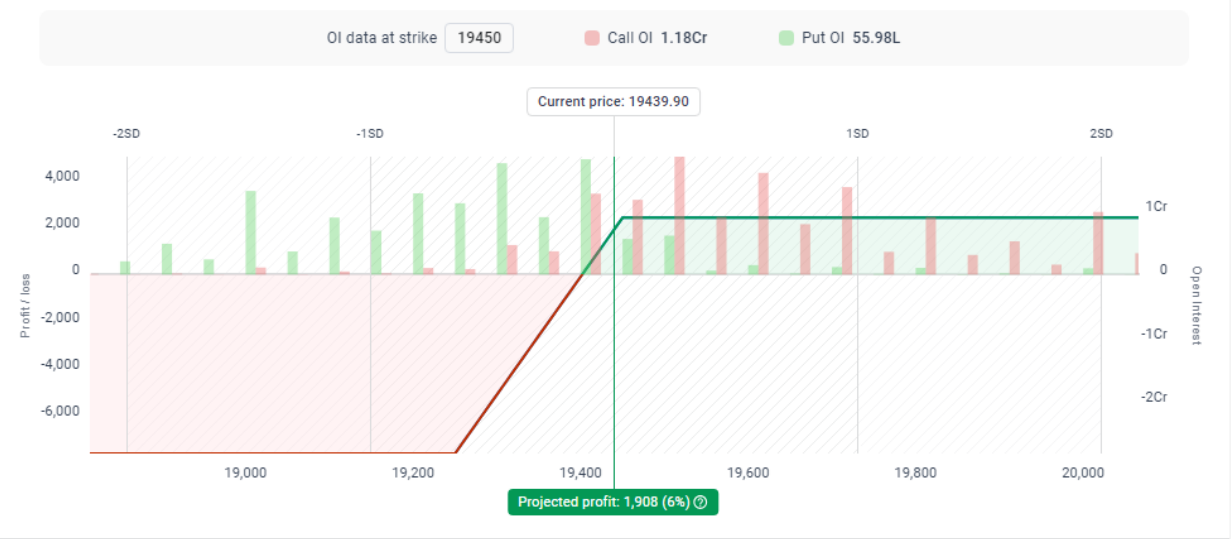 OI data at strike 19450 Call OI 1.18Cr Put OI 55.98L
Current price: 19439.90
-2SD -1SD 1SD 2SD
4,000
2,000
0
-2,000
-4,000
-6,000
Profit / loss
1Cr
0
-1Cr
-2Cr
Open Interest
19,000 19,200 19,400 19,600 19,800 20,000
Projected profit: 1,908 (6%) ?